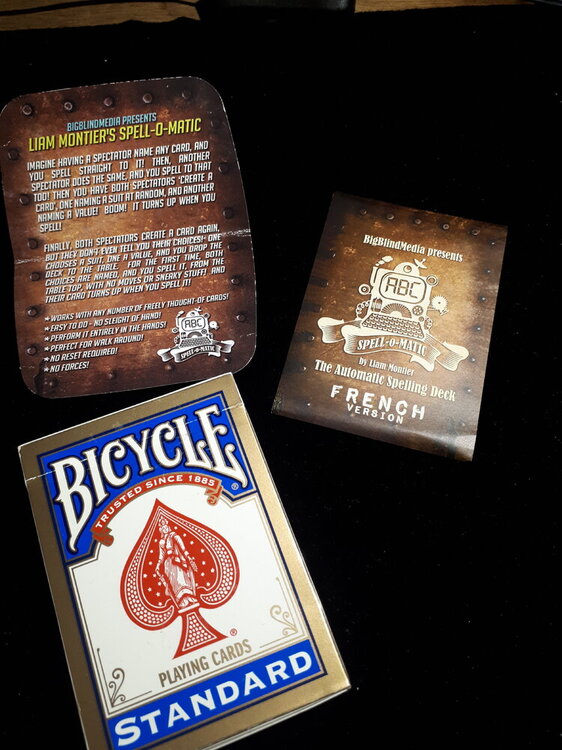 BIGBLINDMEDIA PRESENTS
LIAM MONTIER'S SPELL-O-MATIC
IMAGINE HAVING A SPECTATOR NAME ANY CARD, AND
YOU SPELL STRAIGHT TO IT! THEN, ANOTHER
SPECTATOR DOES THE SAME, AND YOU SPELL TO THAT
TOO! THEN YOU HAVE BOTH SPECTATORS 'CREATE A
CARD', ONE NAMING A SUIT AT RANDOM, AND ANOTHER
NAMING A VALUE! BOOM! IT TURNS UP WHEN YOU
SPELL!
FINALLY, BOTH SPECTATORS CREATE A CARD AGAIN,
BUT THEY DON'T EVEN TELL YOU THEIR CHOICES! ONE
CHOOSES A SUIT, ONE A VALUE, AND YOU DROP THE
DECK TO THE TABLE. FOR THE FIRST TIME, BOTH
CHOICES ARE NAMED, AND YOU SPELL IT, FROM THE
TABLE TOP, WITH NO MOVES OR SNEAKY STUFF! AND
THEIR CARD TURNS UP WHEN YOU SPELL IT!
* WORKS WITH ANY NUMBER OF FREELY THOUGHT-OF CARDS!
* EASY TO DO - NO SLEIGHT OF HAND!
* PERFORM IT ENTIRELY IN THE HANDS!
* PERFECT FOR WALK AROUND!
* NO RESET REQUIRED!
* NO FORCES!
ABC
SPELL-O-MATIC
BigBlindMedia presents
ABC
SPELL-O-MATIC
by Liam Montier
The Automatic Spelling Deck
FRENCH
VERSION
BICYCLE
®
TRUSTED SINCE 1885
®
PLAYING CARDS
STANDARD